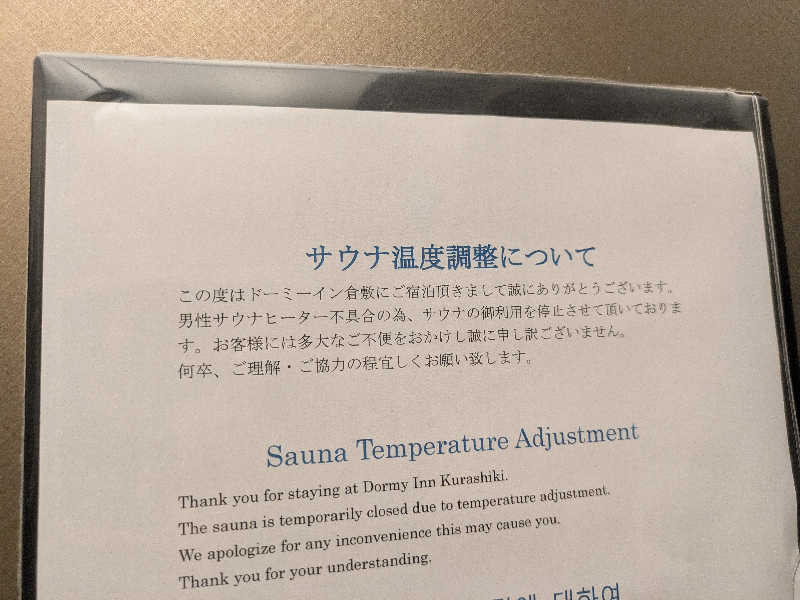 サウナ温度調整について
この度はドーミーイン倉敷にご宿泊頂きまして誠にありがとうございます。
男性サウナヒーター不具合の為、サウナの御利用を停止させて頂いておりま
す。お客様には多大なご不便をおかけし誠に申し訳ございません。
何卒、ご理解・ご協力の程宜しくお願い致します。
Sauna Temperature Adjustment
Thank you for staying at Dormy Inn Kurashiki.
The sauna is temporarily closed due to temperature adjustment.
We apologize for any inconvenience this may cause you.
Thank you for your understanding.
대하여